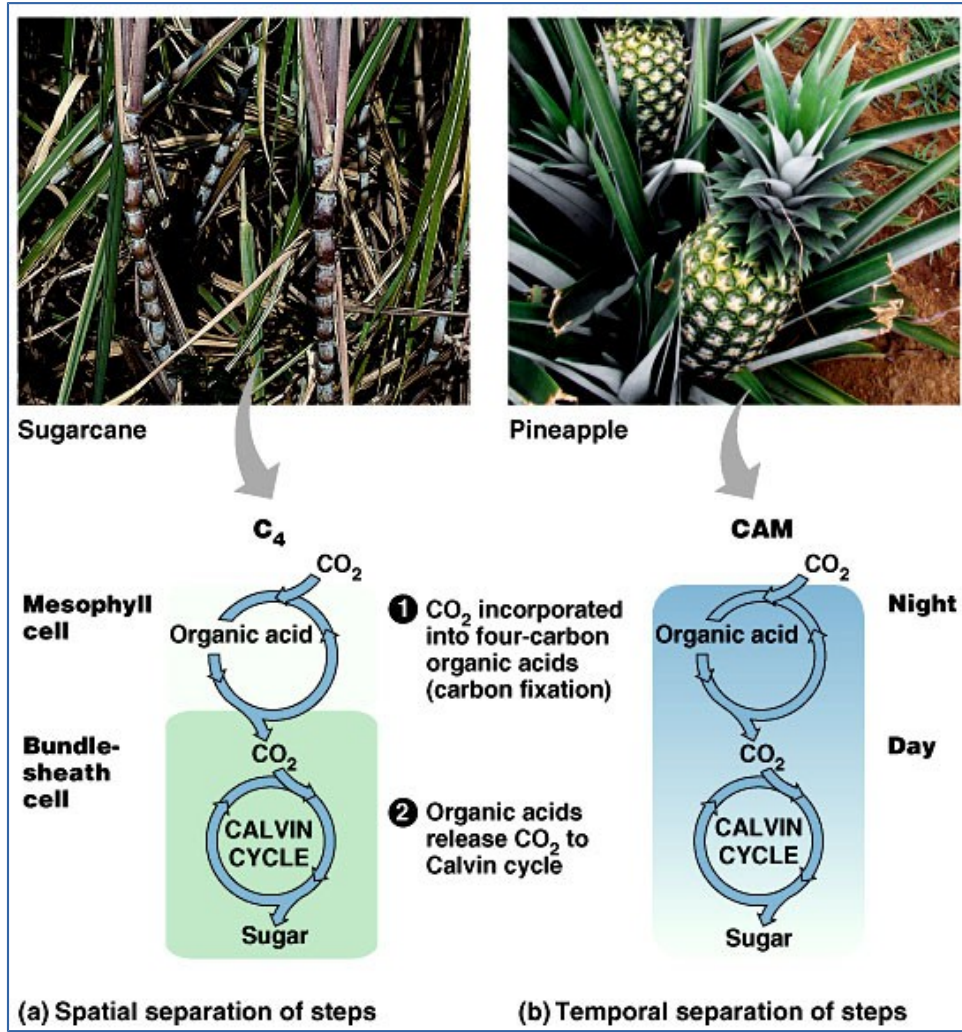 Sugarcane
Pineapple
C₄
CO₂
Mesophyll
cell
Organic acid
Bundle-
sheath
cell
CO₂
CALVIN
CYCLE
Sugar
❶ CO₂ incorporated
into four-carbon
organic acids
(carbon fixation)
❷ Organic acids
release CO₂ to
Calvin cycle
CAM
CO₂
Night
Organic acid
Day
CO₂
CALVIN
CYCLE
Sugar
(a) Spatial separation of steps
(b) Temporal separation of steps